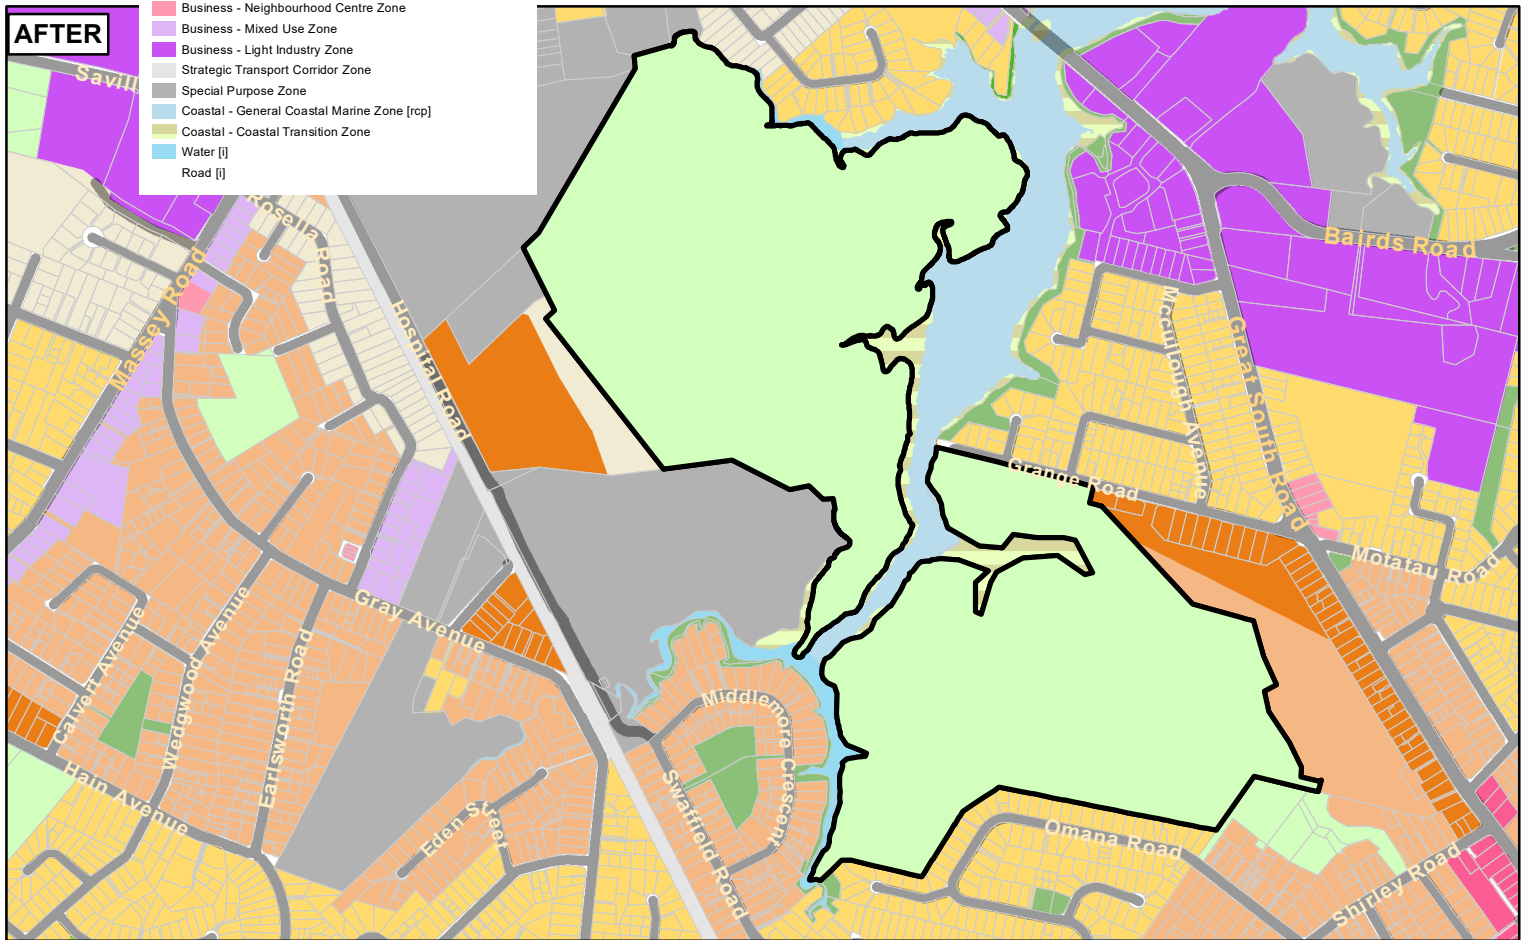 AFTER
Business - Neighbourhood Centre Zone
Business - Mixed Use Zone
Business - Light Industry Zone
Strategic Transport Corridor Zone
Special Purpose Zone
Coastal - General Coastal Marine Zone [rcp]
Coastal - Coastal Transition Zone
Water [i]
Road [i]
Rosella Road
Massey Road
Hospital Road
Bairds Road
Mccullough Avenue
Great South Road
Grange Road
Motatau Road
Gray Avenue
Calvert Avenue
Wedgwood Avenue
Earlsworth Road
Hain Avenue
Eden Street
Middlemore Crescent
Swaffield Road
Omana Road
Shirley Road